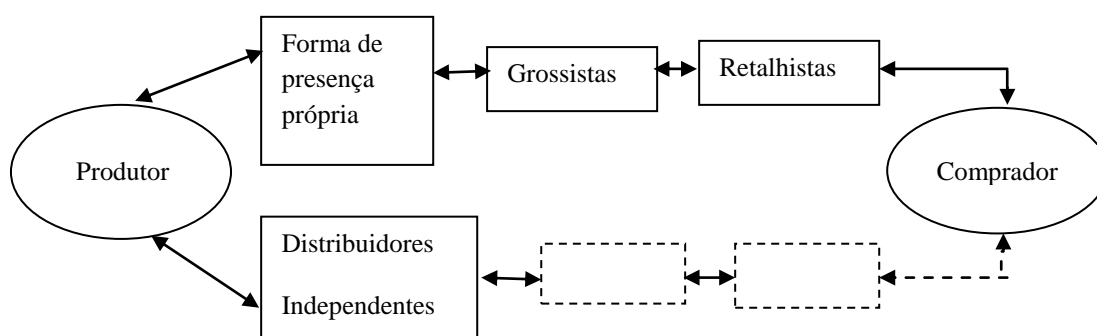 Forma de
presença
própria
Grossistas
Retalhistas
Produtor
Comprador
Distribuidores
Independentes